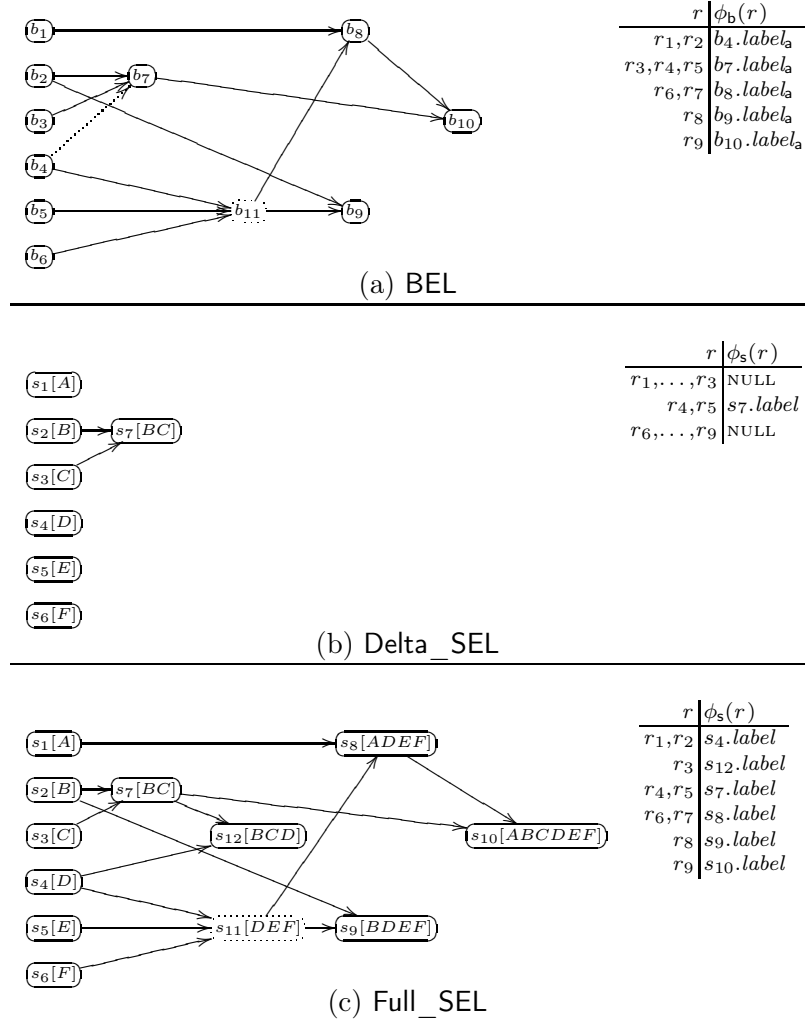 b1
b8
b2
b7
b3
b10
b4
b5
b11
b9
b6
r ϕb(r)
r1,r2 b4.labela
r3,r4,r5 b7.labela
r6,r7 b8.labela
r8 b9.labela
r9 b10.labela
(a) BEL
s1[A]
s2[B]
s7[BC]
s3[C]
s4[D]
s5[E]
s6[F]
r ϕs(r)
r1,...,r3 NULL
r4,r5 s7.label
r6,...,r9 NULL
(b) Delta_SEL
s1[A]
s8[ADEF]
s2[B]
s7[BC]
s3[C]
s12[BCD]
s10[ABCDEF]
s4[D]
s5[E]
s11[DEF]
s9[BDEF]
s6[F]
r ϕs(r)
r1,r2 s4.label
r3 s12.label
r4,r5 s7.label
r6,r7 s8.label
r8 s9.label
r9 s10.label
(c) Full_SEL